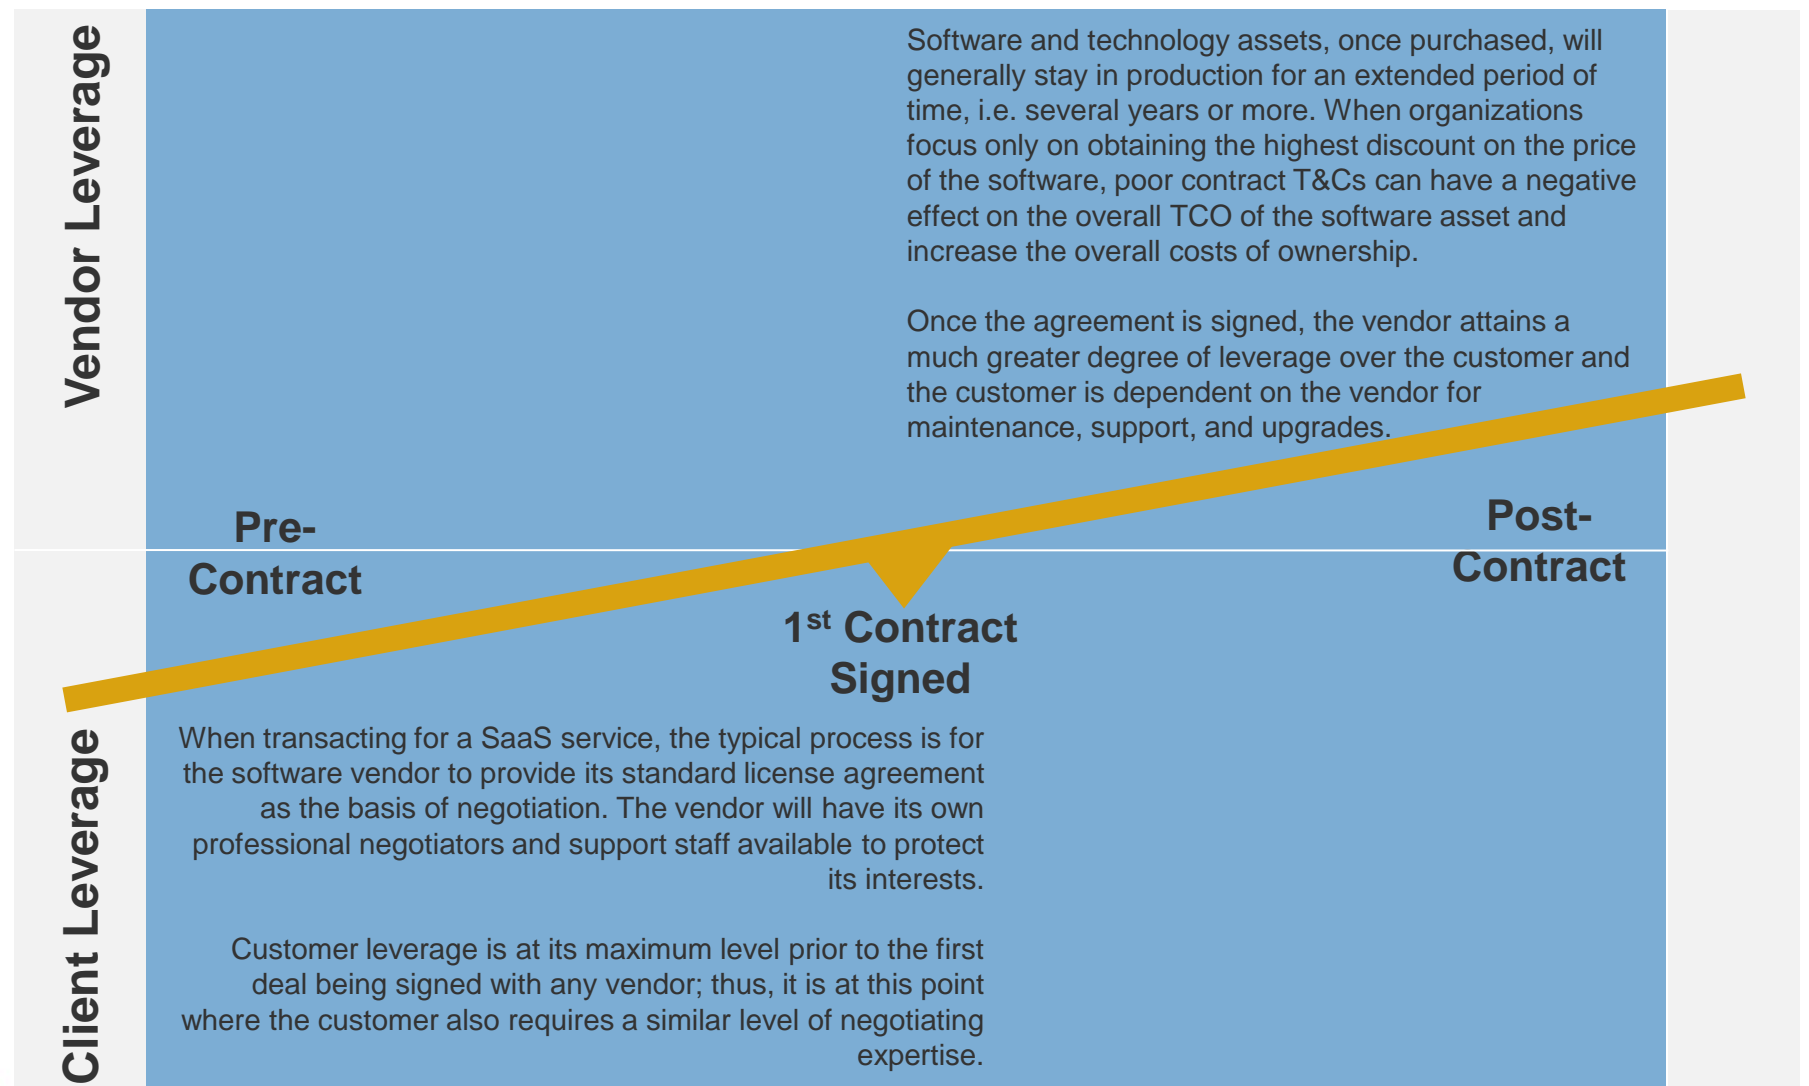 Vendor Leverage
Software and technology assets, once purchased, will
generally stay in production for an extended period of
time, i.e. several years or more. When organizations
focus only on obtaining the highest discount on the price
of the software, poor contract T&Cs can have a negative
effect on the overall TCO of the software asset and
increase the overall costs of ownership.
Once the agreement is signed, the vendor attains a
much greater degree of leverage over the customer and
the customer is dependent on the vendor for
maintenance, support, and upgrades.
Pre-
Contract
Post-
Contract
1st Contract
Signed
Client Leverage
When transacting for a SaaS service, the typical process is for
the software vendor to provide its standard license agreement
as the basis of negotiation. The vendor will have its own
professional negotiators and support staff available to protect
its interests.
Customer leverage is at its maximum level prior to the first
deal being signed with any vendor; thus, it is at this point
where the customer also requires a similar level of negotiating
expertise.